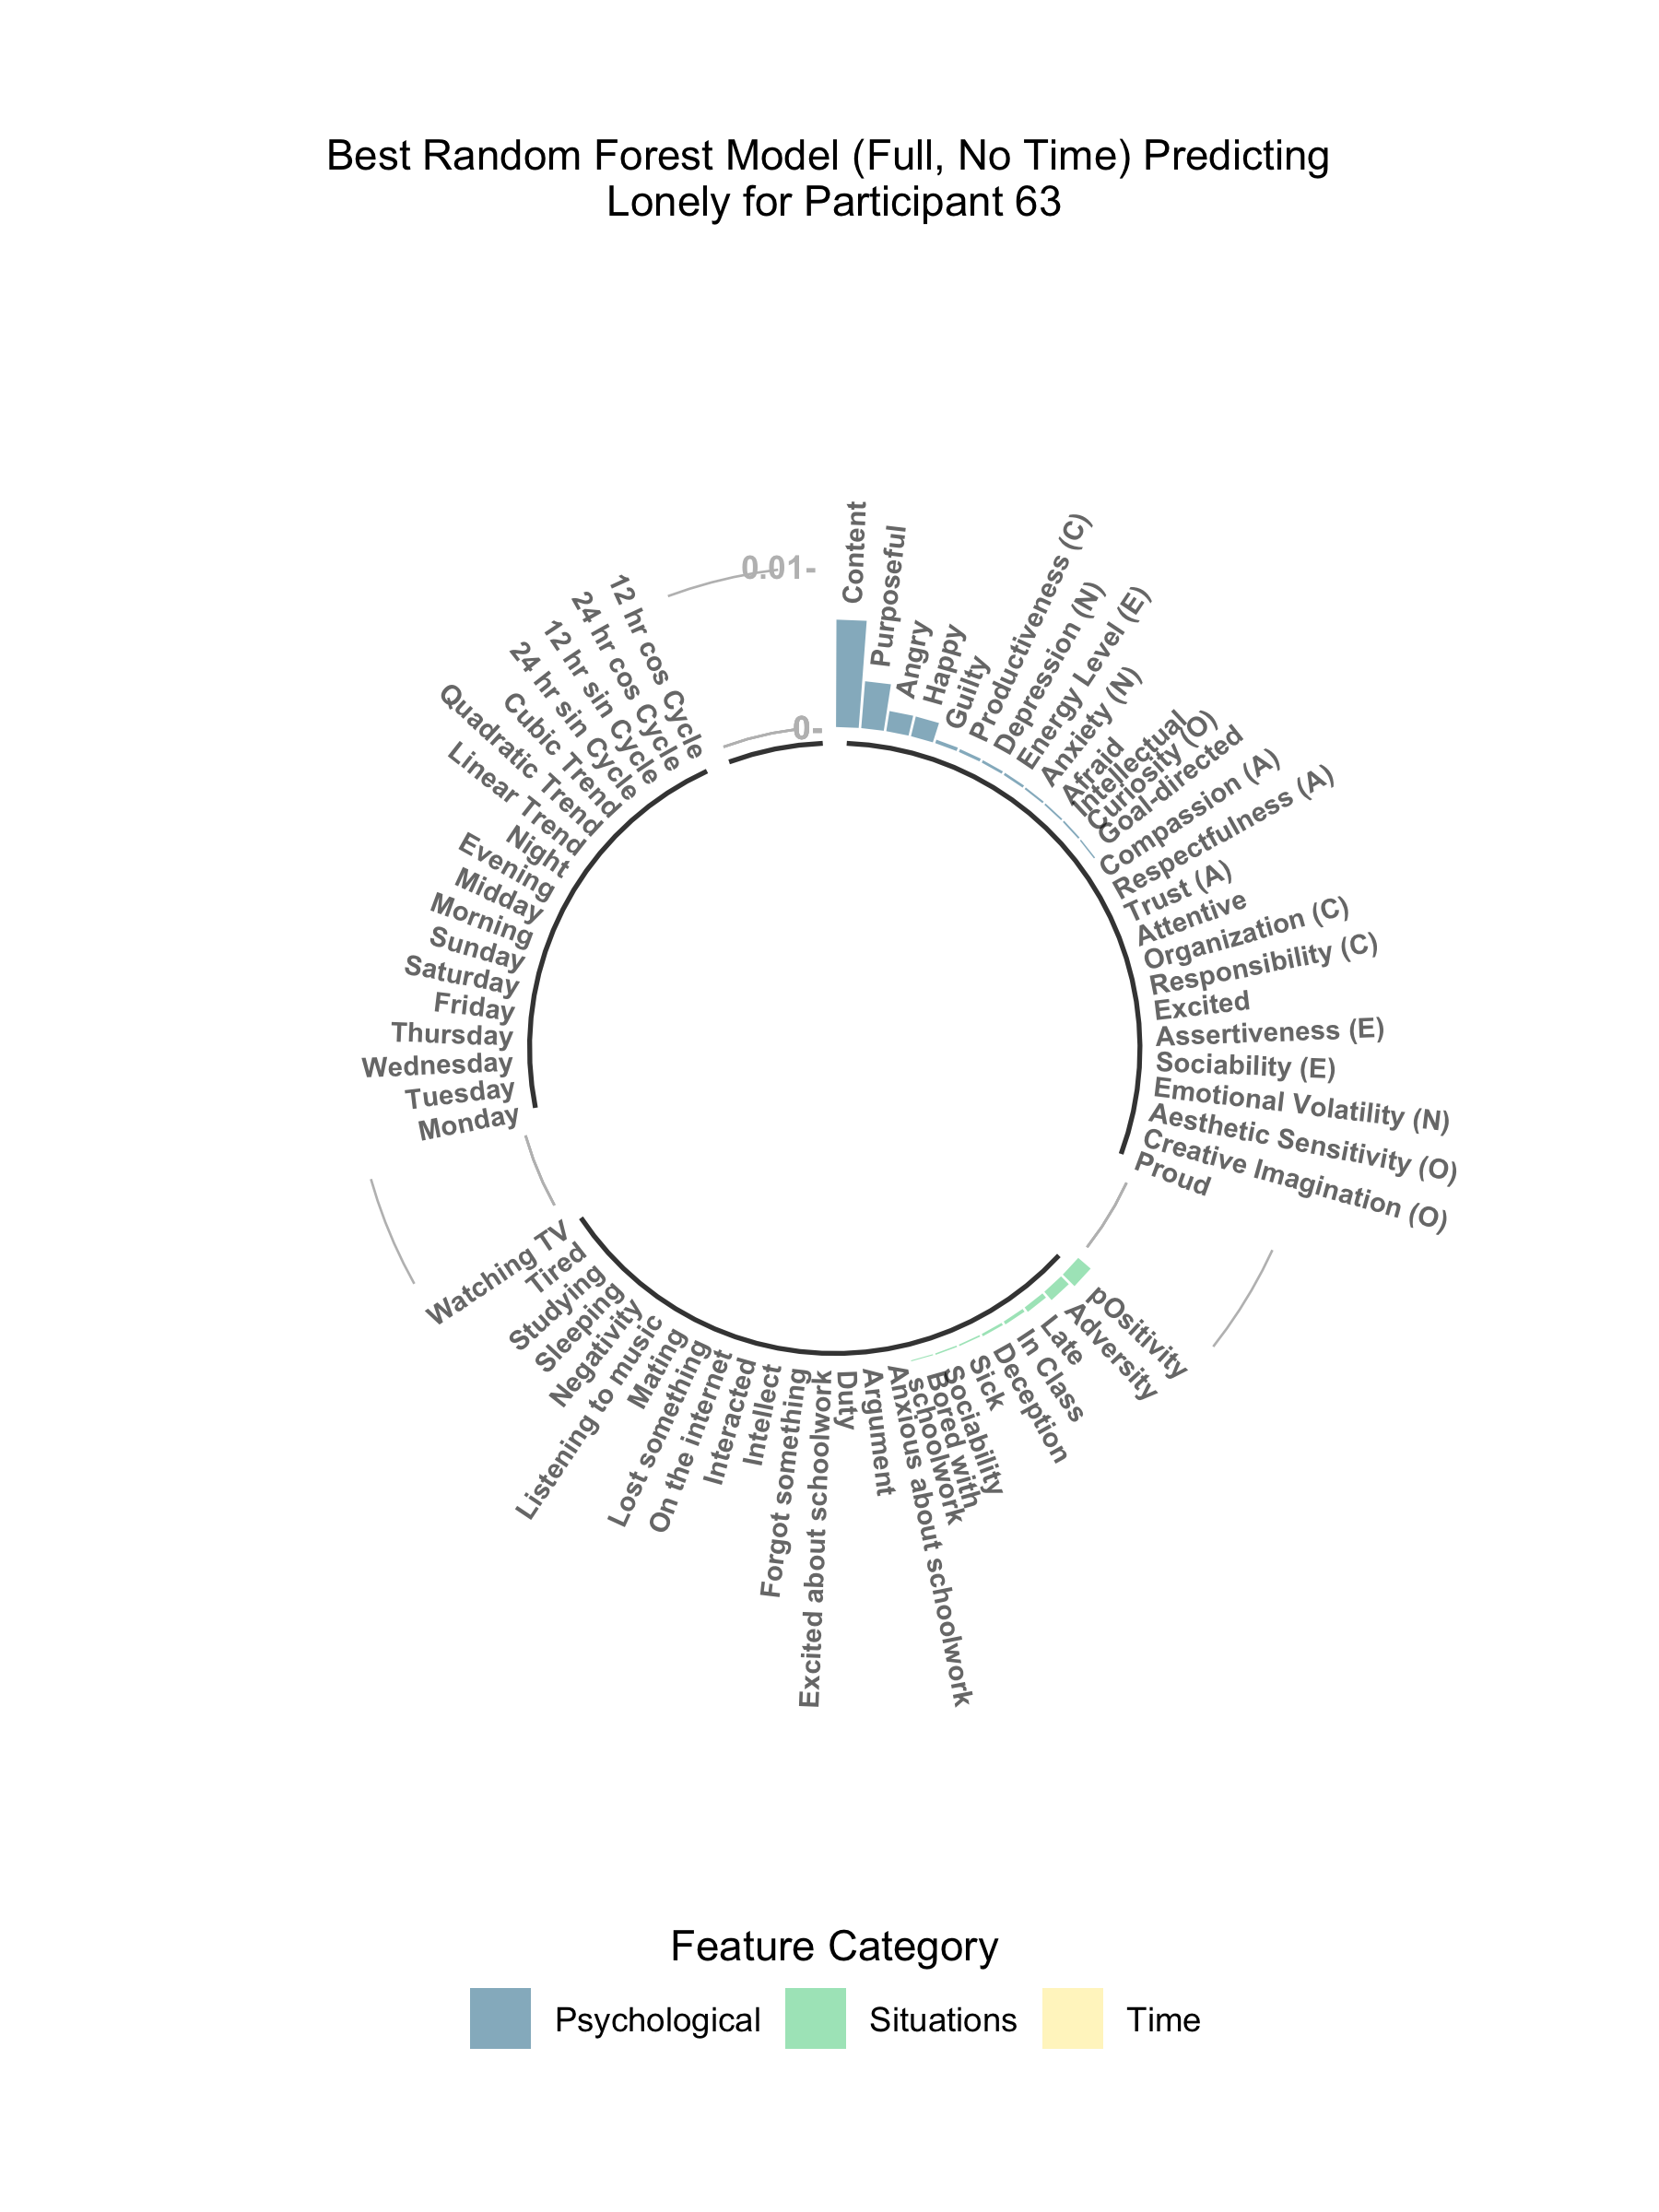 Best Random Forest Model (Full, No Time) Predicting
Lonely for Participant 63
0.01-
0-
Content
Purposeful
Angry
Happy
Guilty
Productiveness (C)
Depression (N)
Energy Level (E)
Anxiety (N)
Afraid
Intellectual
Curiosity (O)
Goal-directed
Compassion (A)
Respectfulness (A)
Trust (A)
Attentive
Organization (C)
Responsibility (C)
Excited
Assertiveness (E)
Sociability (E)
Emotional Volatility (N)
Aesthetic Sensitivity (O)
Creative Imagination (O)
Proud
pOsitivity
Adversity
Late
In Class
Deception
Sick
Sociability
Bored with
schoolwork
Anxious about schoolwork
Argument
Duty
Excited about schoolwork
Forgot something
Intellect
Interacted
On the internet
Lost something
Mating
Listening to music
Negativity
Sleeping
Studying
Tired
Watching TV
Monday
Tuesday
Wednesday
Thursday
Friday
Saturday
Sunday
Morning
Midday
Evening
Night
Linear Trend
Quadratic Trend
Cubic Trend
24 hr sin Cycle
12 hr sin Cycle
24 hr cos Cycle
12 hr cos Cycle
Feature Category
Psychological
Situations
Time